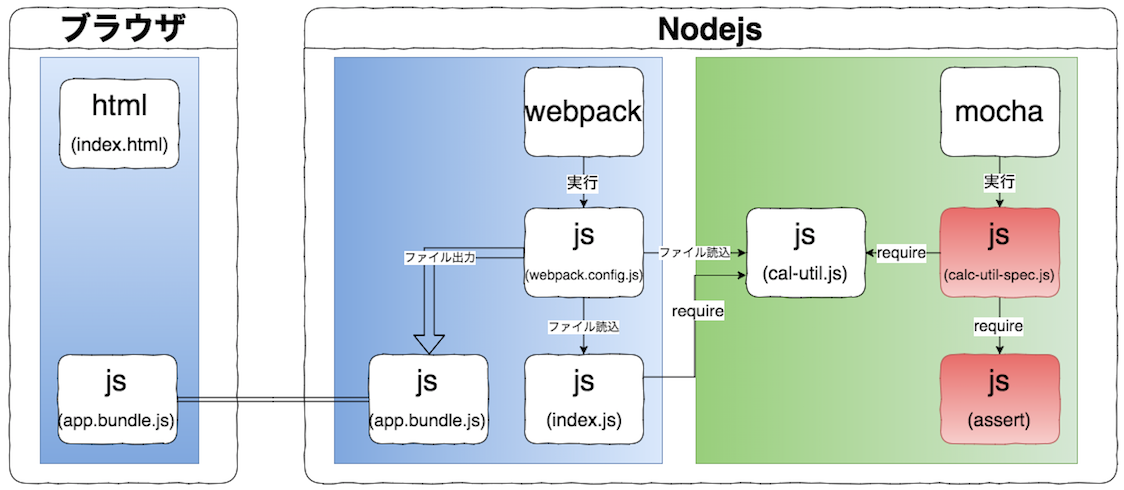 ブラウザ
html
(index.html)
js
(app.bundle.js)
Nodejs
webpack
実行
js
(webpack.config.js)
ファイル出力
ファイル読込
js
(app.bundle.js)
js
(index.js)
ファイル読込
require
js
(cal-util.js)
mocha
実行
js
(calc-util-spec.js)
require
require
js
(assert)